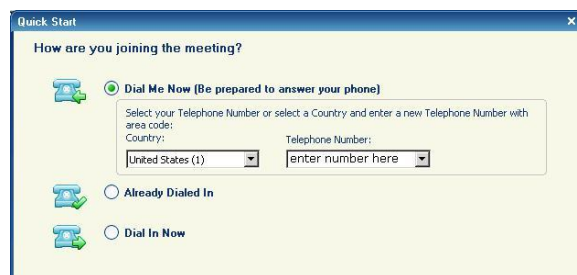 Quick Start
How are you joining the meeting?
Dial Me Now (Be prepared to answer your phone)
Select your Telephone Number or select a Country and enter a new Telephone Number with
area code:
Country:
Telephone Number:
United States (1)
enter number here
Already Dialed In
Dial In Now